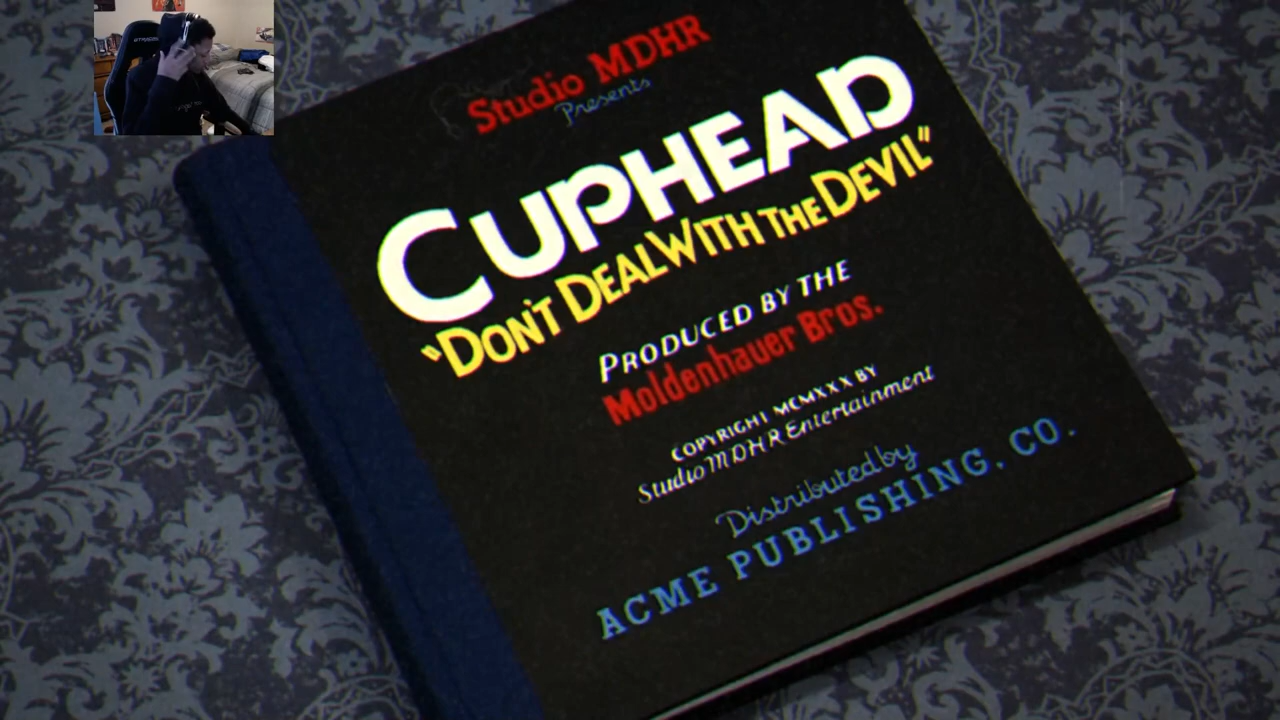 Studio MDHR
Presents
CUPHEAD
"DON'T DEAL WITH THE DEVIL"
PRODUCED BY THE
Moldenhauer Bros.
COPYRIGHT MCMXXX BY
Studio MDHR Entertainment
Distributed by
ACME PUBLISHING. CO.